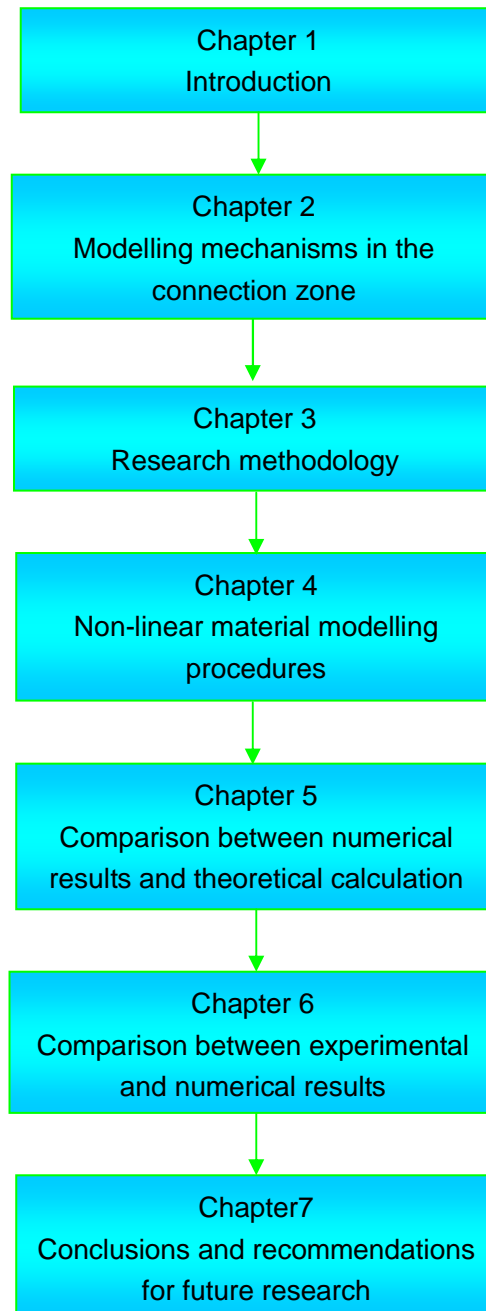 Chapter 1
Introduction
Chapter 2
Modelling mechanisms in the
connection zone
Chapter 3
Research methodology
Chapter 4
Non-linear material modelling
procedures
Chapter 5
Comparison between numerical
results and theoretical calculation
Chapter 6
Comparison between experimental
and numerical results
Chapter7
Conclusions and recommendations
for future research